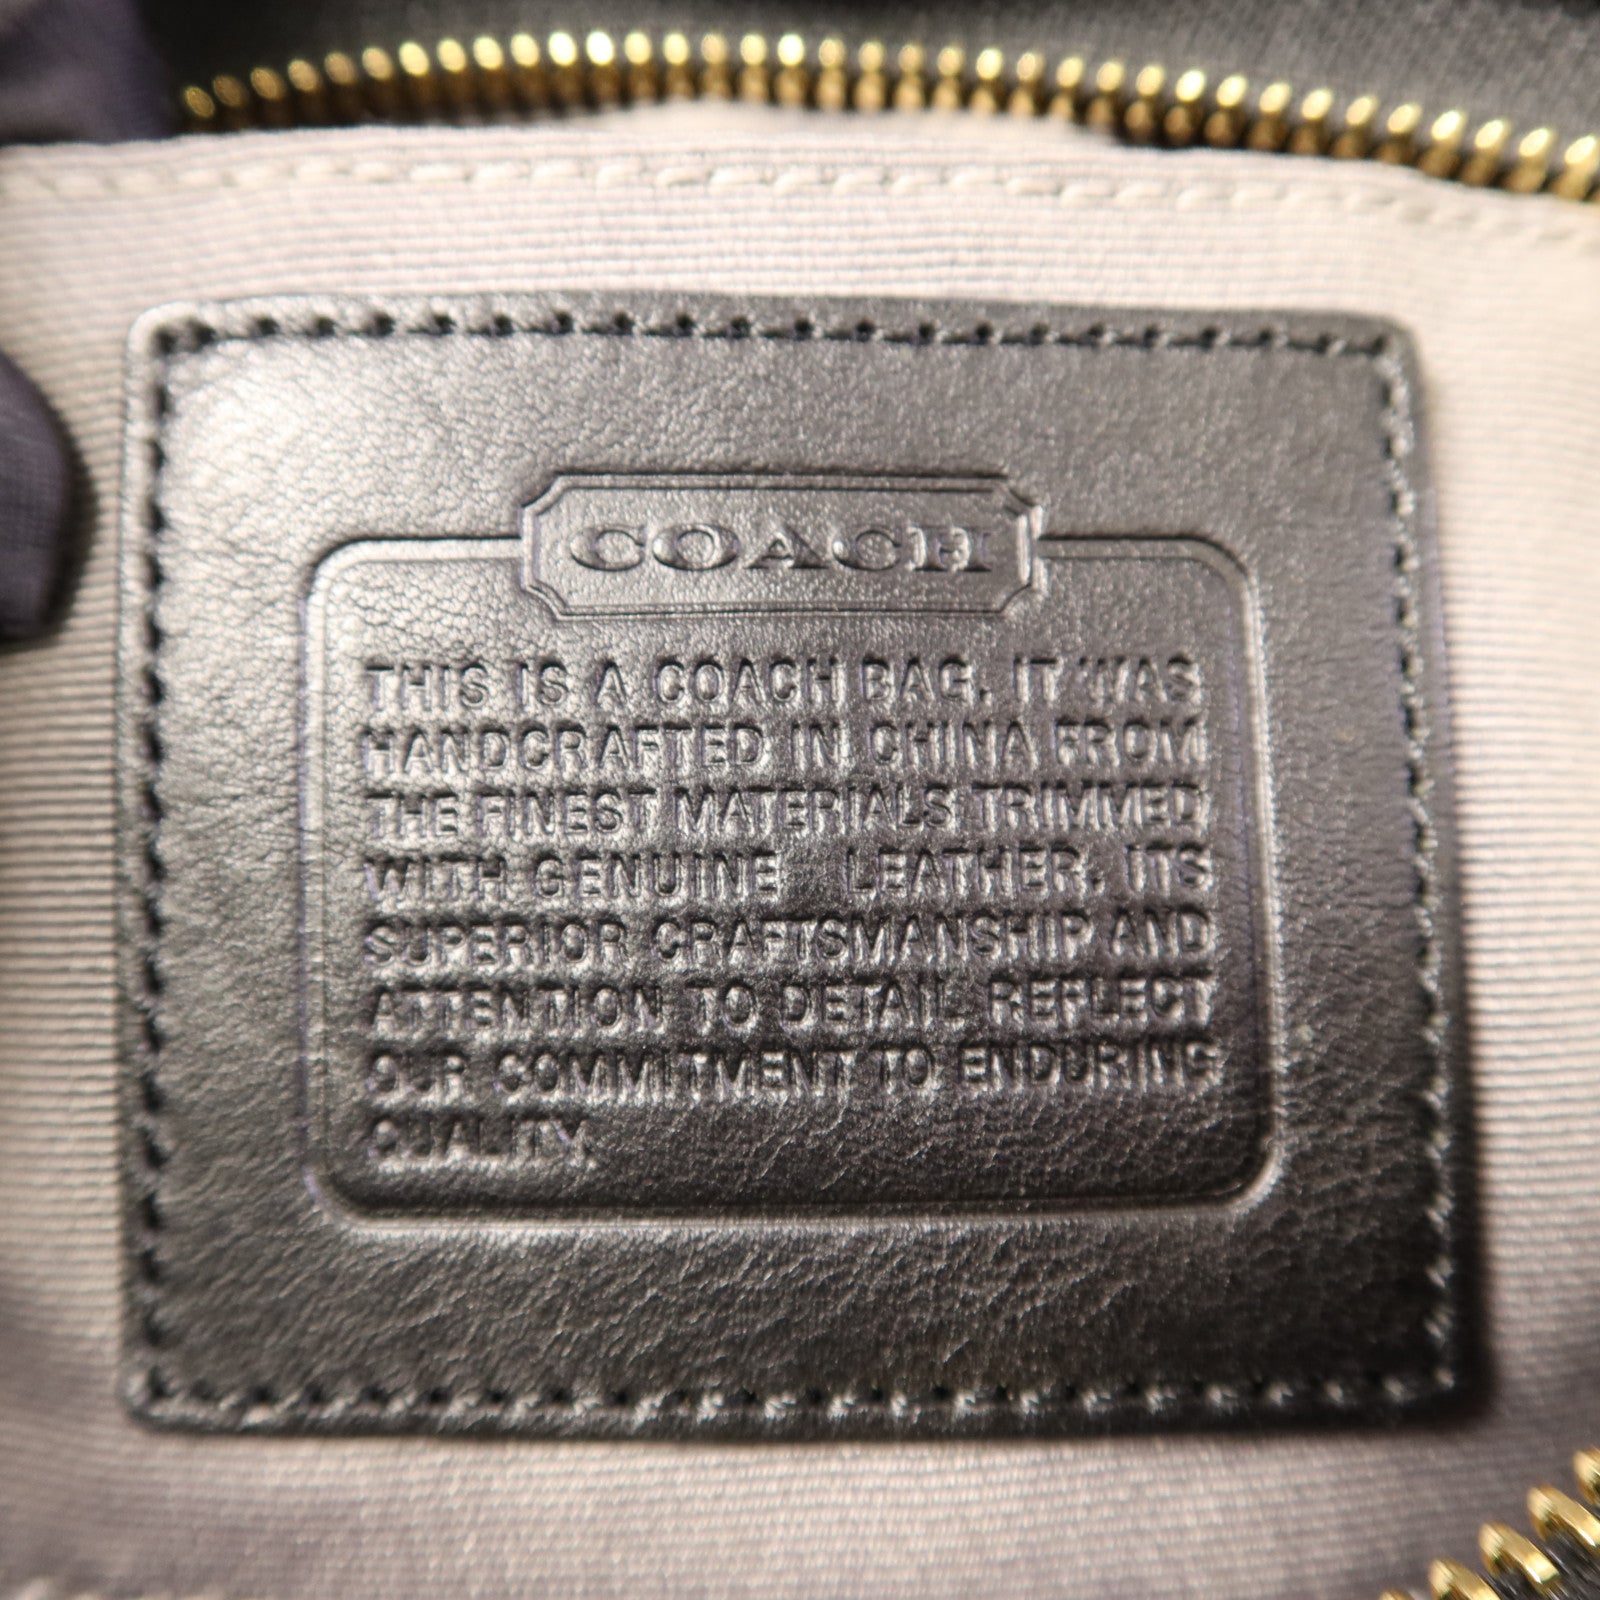 COACH
THIS IS A COACH BAG. IT WAS
HANDCRAFTED IN CHINA FROM
THE FINEST MATERIALS TRIMMED
WITH GENUINE LEATHER. ITS
SUPERIOR CRAFTSMANSHIP AND
ATTENTION TO DETAIL REFLECT
OUR COMMITMENT TO ENDURING
QUALITY.